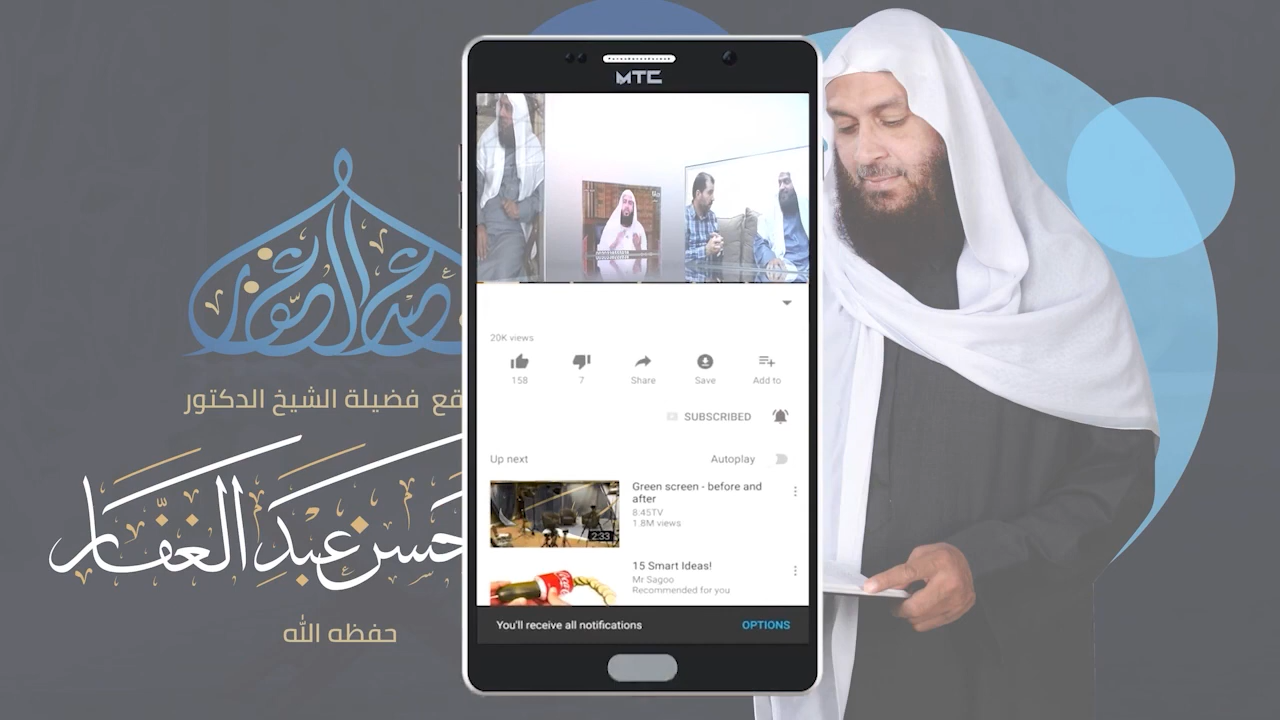 قع فضيلة الشيخ الدكتور
حسن عبد الغفار
حفظه الله
MTC
20K views
158
7
Share
Save
Add to
SUBSCRIBED
Up next
Autoplay
Green screen - before and
after
8:45TV
1.8M views
2:33
15 Smart Ideas!
Mr Sagoo
Recommended for you
You'll receive all notifications
OPTIONS